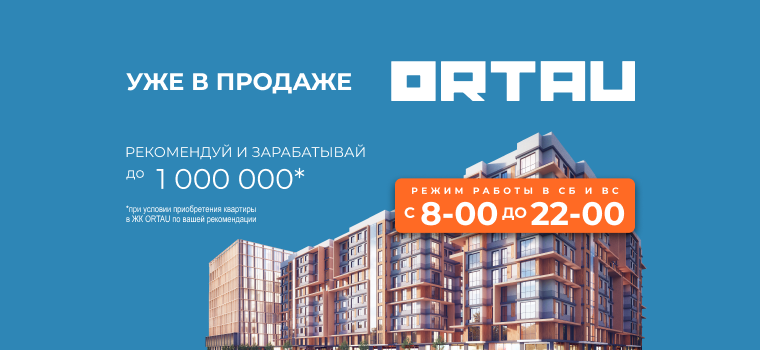 УЖЕ В ПРОДАЖЕ
ORTAU
РЕКОМЕНДУЙ И ЗАРАБАТЫВАЙ
ДО 1 000 000*
*при условии приобретения квартиры
в ЖК ORTAU по вашей рекомендации
РЕЖИМ РАБОТЫ В СБ И ВС
С 8-00 ДО 22-00